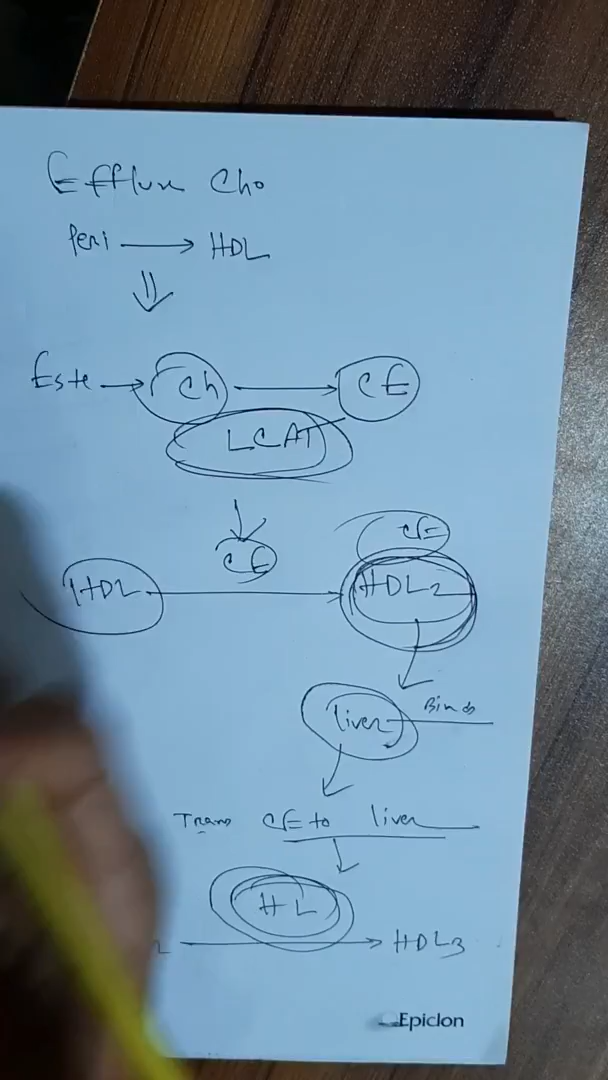 Efflux Cho
Peri → HDL
⇓
Este → Ch → CE
LCAT
↓
CE
CE
HDL → HDL2
↓
liver Binds
↓
Trans CE to liver
↓
HL
2 → HDL3
Epiclon